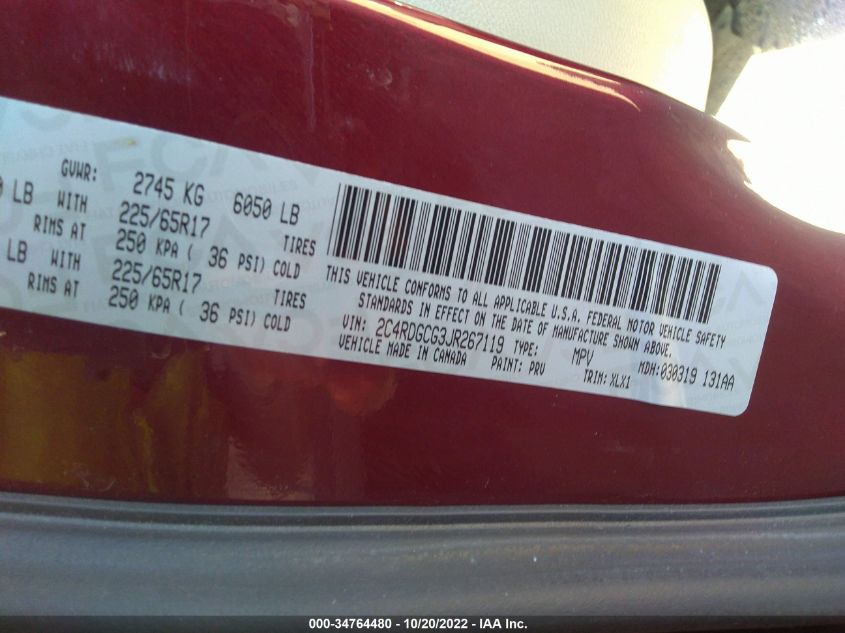 GVWR: 2745 KG 6050 LB
LB WITH 225/65R17 TIRES
RIMS AT 250 KPA ( 36 PSI) COLD
LB WITH 225/65R17 TIRES
RIMS AT 250 KPA ( 36 PSI) COLD
THIS VEHICLE CONFORMS TO ALL APPLICABLE U.S.A. FEDERAL MOTOR VEHICLE SAFETY
STANDARDS IN EFFECT ON THE DATE OF MANUFACTURE SHOWN ABOVE.
VIN: 2C4RDGCG3JR267119 TYPE: MPV MDH:030319 131AA
VEHICLE MADE IN CANADA PAINT: PRV TRIM: XLX1
000-34764480 - 10/20/2022 - IAA Inc.